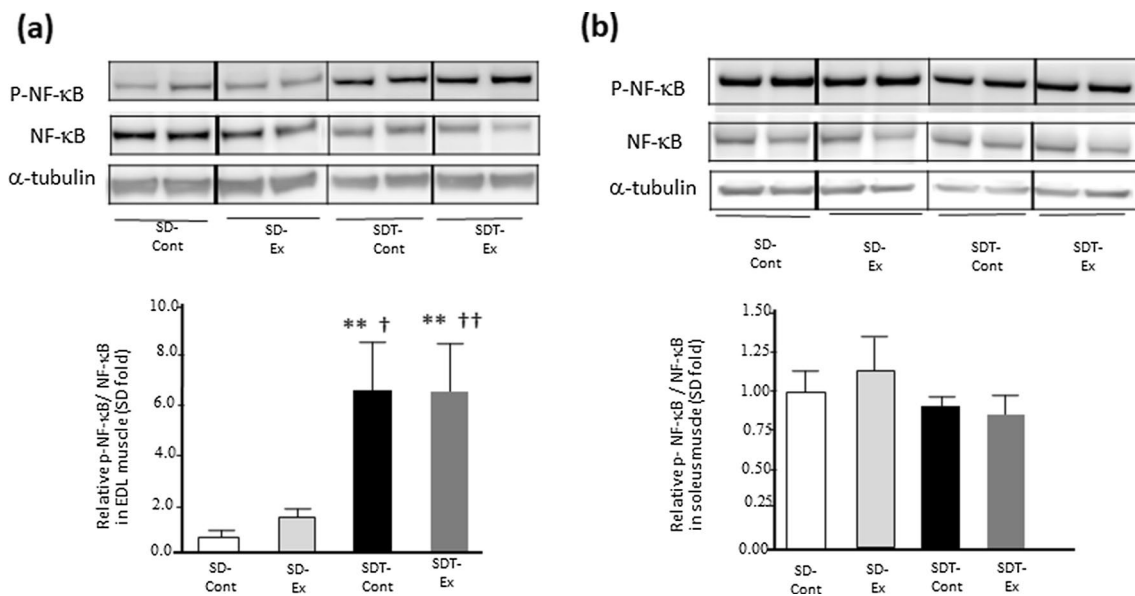 (a)
P-NF-κB
NF-κB
α-tubulin
SD-
Cont
SD-
Ex
SDT-
Cont
SDT-
Ex
Relative p-NF-κB/ NF-κB
in EDL muscle (SD fold)
10.0
8.0
6.0
4.0
2.0
0.0
** †
** ††
SD-
Cont
SD-
Ex
SDT-
Cont
SDT-
Ex
(b)
P-NF-κB
NF-κB
α-tubulin
SD-
Cont
SD-
Ex
SDT-
Cont
SDT-
Ex
Relative p- NF-κB / NF-κB
in soleus muscle (SD fold)
1.50
1.25
1.00
0.75
0.50
0.25
0.00
SD-
Cont
SD-
Ex
SDT-
Cont
SDT-
Ex